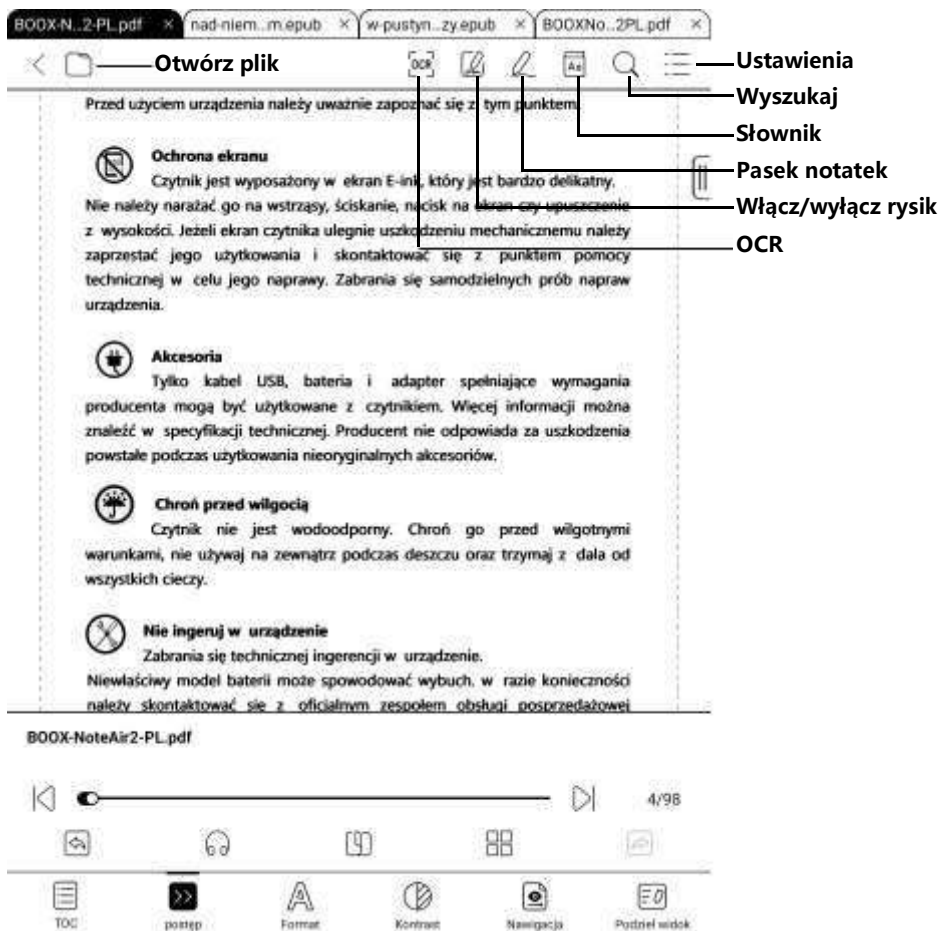 BOOX-N...2-PL.pdf × nad-niem...m.epub × w-pustyn...zy.epub × BOOXNo...2PL.pdf ×
Otwórz plik
OCR
Aa
Ustawienia
Wyszukaj
Słownik
Pasek notatek
Włącz/wyłącz rysik
OCR
Przed użyciem urządzenia należy uważnie zapoznać się z tym punktem.
Ochrona ekranu
Czytnik jest wyposażony w ekran E-ink, który jest bardzo delikatny.
Nie należy narażać go na wstrząsy, ściskanie, nacisk na ekran czy upuszczenie
z wysokości. Jeżeli ekran czytnika ulegnie uszkodzeniu mechanicznemu należy
zaprzestać jego użytkowania i skontaktować się z punktem pomocy
technicznej w celu jego naprawy. Zabrania się samodzielnych prób napraw
urządzenia.
Akcesoria
Tylko kabel USB, bateria i adapter spełniające wymagania
producenta mogą być użytkowane z czytnikiem. Więcej informacji można
znaleźć w specyfikacji technicznej. Producent nie odpowiada za uszkodzenia
powstałe podczas użytkowania nieoryginalnych akcesoriów.
Chroń przed wilgocią
Czytnik nie jest wodoodporny. Chroń go przed wilgotnymi
warunkami, nie używaj na zewnątrz podczas deszczu oraz trzymaj z dala od
wszystkich cieczy.
Nie ingeruj w urządzenie
Zabrania się technicznej ingerencji w urządzenie.
Niewłaściwy model baterii może spowodować wybuch. w razie konieczności
należy skontaktować się z oficjalnym zespołem obsługi posprzedażowej
BOOX-NoteAir2-PL.pdf
4/98
TOC postęp Format Kontrast Nawigacja Podziel widok